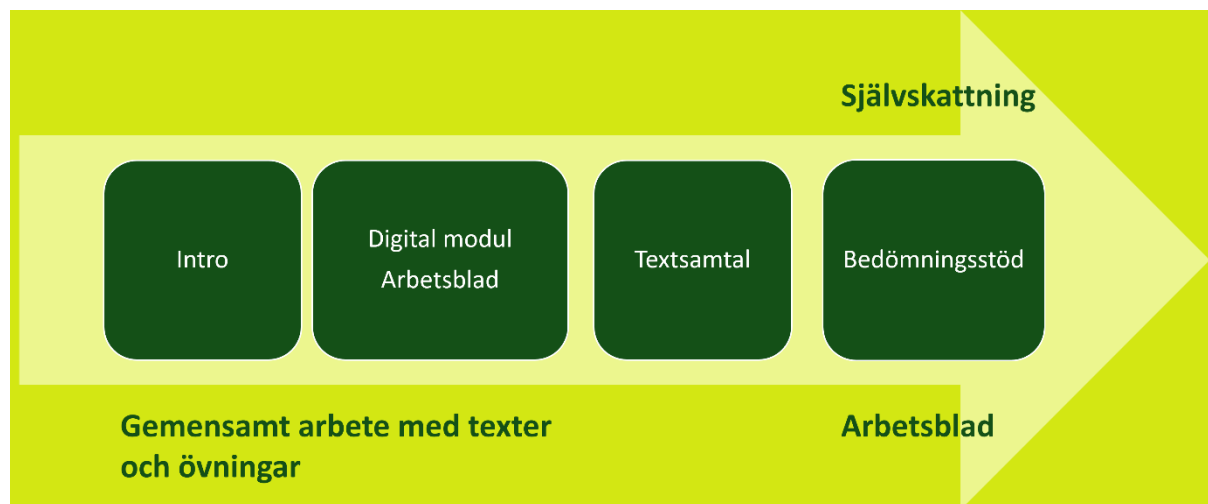 Självskattning
Intro
Digital modul
Arbetsblad
Textsamtal
Bedömningsstöd
Gemensamt arbete med texter
och övningar
Arbetsblad